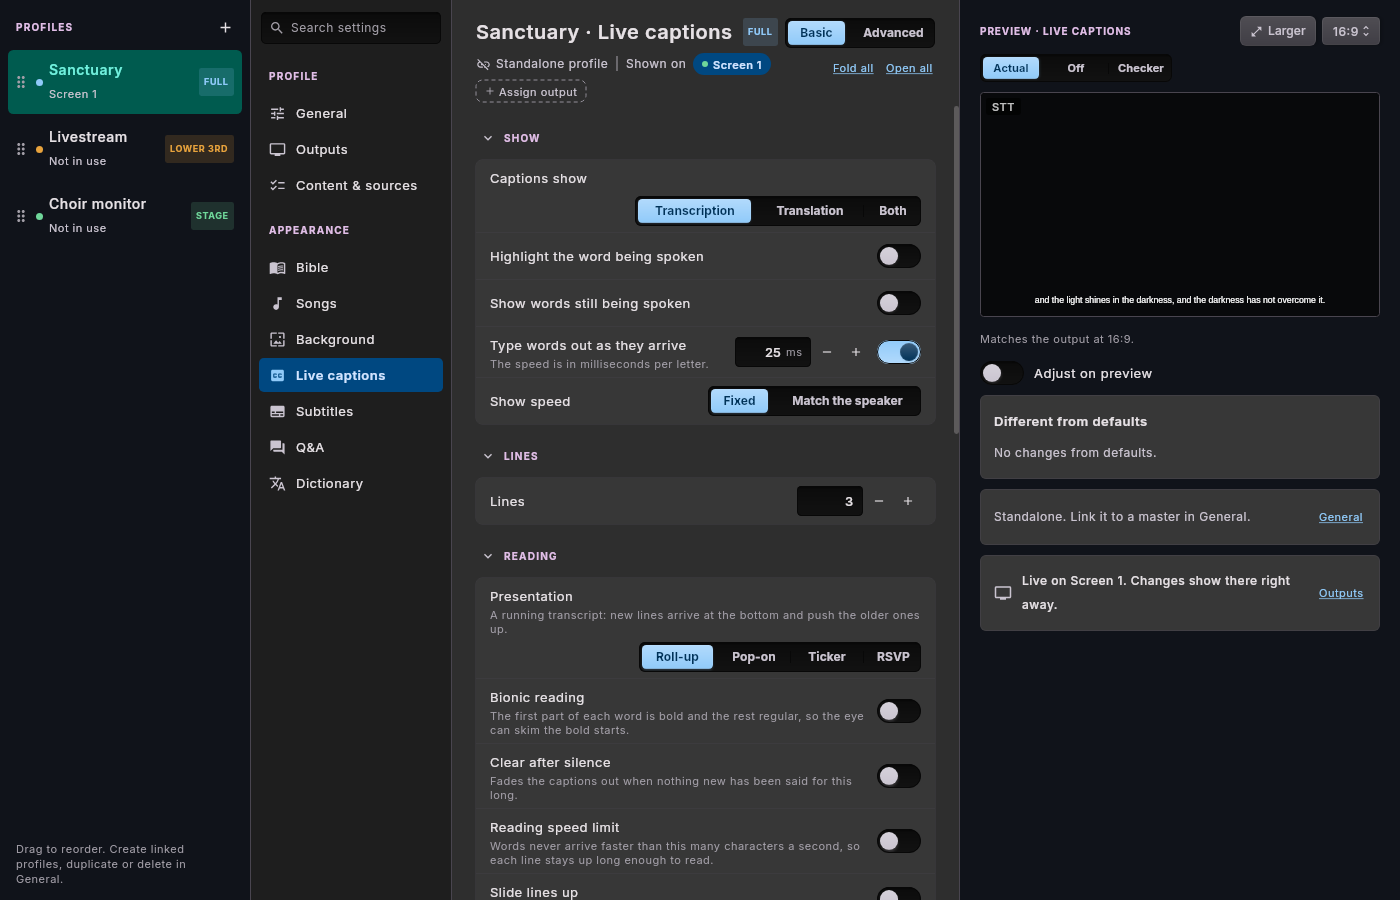 PROFILES
Sanctuary
Screen 1
FULL
Livestream
Not in use
LOWER 3RD
Choir monitor
Not in use
STAGE
Drag to reorder. Create linked
profiles, duplicate or delete in
General.
Search settings
PROFILE
General
Outputs
Content & sources
APPEARANCE
Bible
Songs
Background
Live captions
Subtitles
Q&A
Dictionary
Sanctuary · Live captions
FULL
Basic
Advanced
Standalone profile | Shown on
Screen 1
Fold all
Open all
+ Assign output
SHOW
Captions show
Transcription
Translation
Both
Highlight the word being spoken
Show words still being spoken
Type words out as they arrive
The speed is in milliseconds per letter.
25 ms
Show speed
Fixed
Match the speaker
LINES
Lines
3
READING
Presentation
A running transcript: new lines arrive at the bottom and push the older ones
up.
Roll-up
Pop-on
Ticker
RSVP
Bionic reading
The first part of each word is bold and the rest regular, so the eye
can skim the bold starts.
Clear after silence
Fades the captions out when nothing new has been said for this
long.
Reading speed limit
Words never arrive faster than this many characters a second, so
each line stays up long enough to read.
Slide lines up
PREVIEW · LIVE CAPTIONS
Larger
16:9
Actual
Off
Checker
STT
and the light shines in the darkness, and the darkness has not overcome it.
Matches the output at 16:9.
Adjust on preview
Different from defaults
No changes from defaults.
Standalone. Link it to a master in General.
General
Live on Screen 1. Changes show there right
away.
Outputs